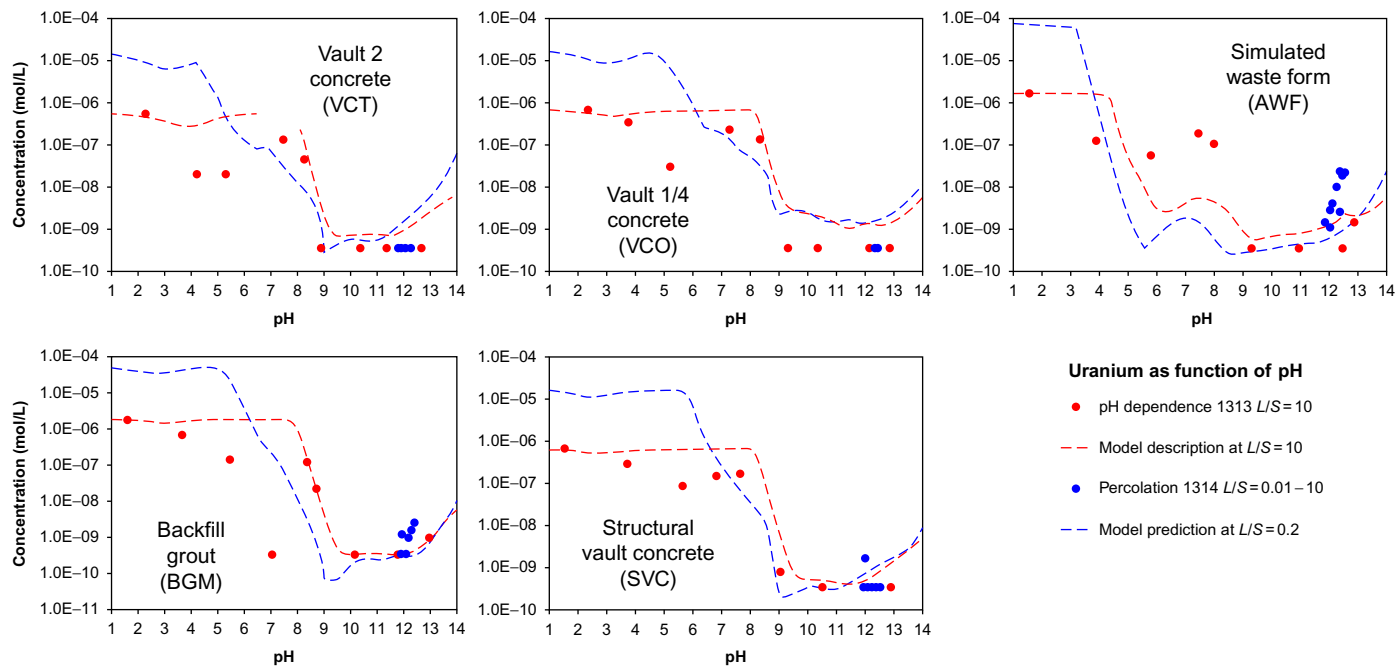 Concentration (mol/L)
1.0E−04
1.0E−05
1.0E−06
1.0E−07
1.0E−08
1.0E−09
1.0E−10
Vault 2
concrete
(VCT)
1 2 3 4 5 6 7 8 9 10 11 12 13 14
pH
1.0E−04
1.0E−05
1.0E−06
1.0E−07
1.0E−08
1.0E−09
1.0E−10
Vault 1/4
concrete
(VCO)
1 2 3 4 5 6 7 8 9 10 11 12 13 14
pH
1.0E−04
1.0E−05
1.0E−06
1.0E−07
1.0E−08
1.0E−09
1.0E−10
Simulated
waste form
(AWF)
1 2 3 4 5 6 7 8 9 10 11 12 13 14
pH
Concentration (mol/L)
1.0E−04
1.0E−05
1.0E−06
1.0E−07
1.0E−08
1.0E−09
1.0E−10
1.0E−11
Backfill
grout
(BGM)
1 2 3 4 5 6 7 8 9 10 11 12 13 14
pH
1.0E−04
1.0E−05
1.0E−06
1.0E−07
1.0E−08
1.0E−09
1.0E−10
Structural
vault concrete
(SVC)
1 2 3 4 5 6 7 8 9 10 11 12 13 14
pH
Uranium as function of pH
pH dependence 1313 L/S=10
Model description at L/S=10
Percolation 1314 L/S=0.01−10
Model prediction at L/S=0.2